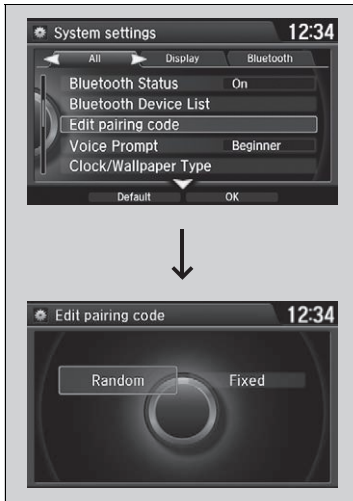 System settings 12:34
All Display Bluetooth
Bluetooth Status On
Bluetooth Device List
Edit pairing code
Voice Prompt Beginner
Clock/Wallpaper Type
Default OK
Edit pairing code 12:34
Random Fixed